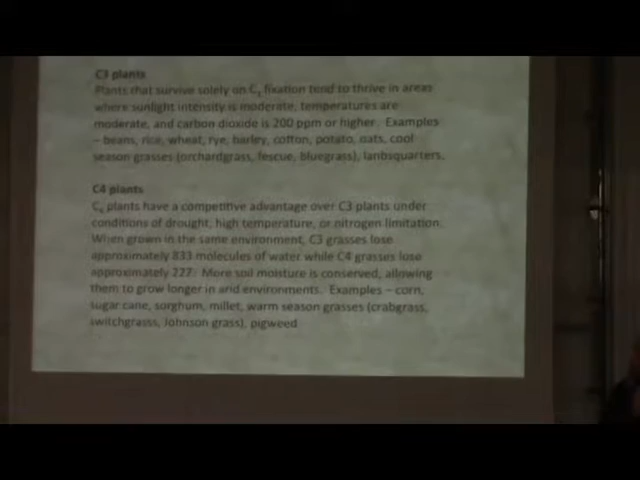 C3 plants
Plants that survive solely on C3 fixation tend to thrive in areas
where sunlight intensity is moderate, temperatures are
moderate, and carbon dioxide is 200 ppm or higher. Examples
– beans, rice, wheat, rye, barley, cotton, potato, oats, cool
season grasses (orchardgrass, fescue, bluegrass), lambsquarters.
C4 plants
C4 plants have a competitive advantage over C3 plants under
conditions of drought, high temperature, or nitrogen limitation.
When grown in the same environment, C3 grasses lose
approximately 833 molecules of water while C4 grasses lose
approximately 227. More soil moisture is conserved, allowing
them to grow longer in arid environments. Examples – corn,
sugar cane, sorghum, millet, warm season grasses (crabgrass,
switchgrasss, Johnson grass), pigweed